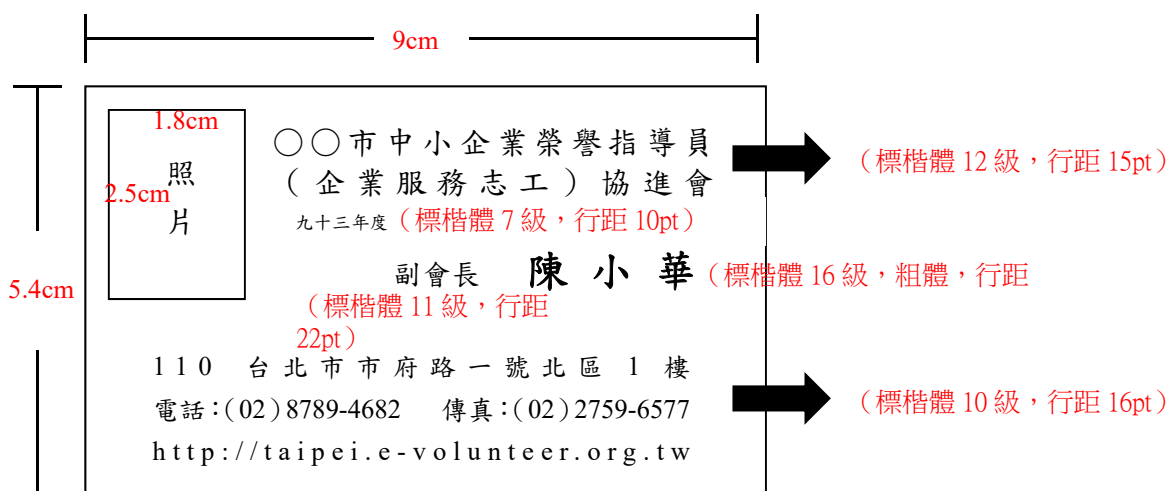 9cm
1.8cm
照
2.5cm
片
○○市中小企業榮譽指導員
（企業服務志工）協進會
（標楷體 12 級，行距 15pt）
九十三年度（標楷體 7 級，行距 10pt）
副會長 陳小華（標楷體 16 級，粗體，行距
5.4cm
（標楷體 11 級，行距
22pt）
110 台北市市府路一號北區 1 樓
電話：(02)8789-4682 傳真：(02)2759-6577
（標楷體 10 級，行距 16pt）
http://taipei.e-volunteer.org.tw